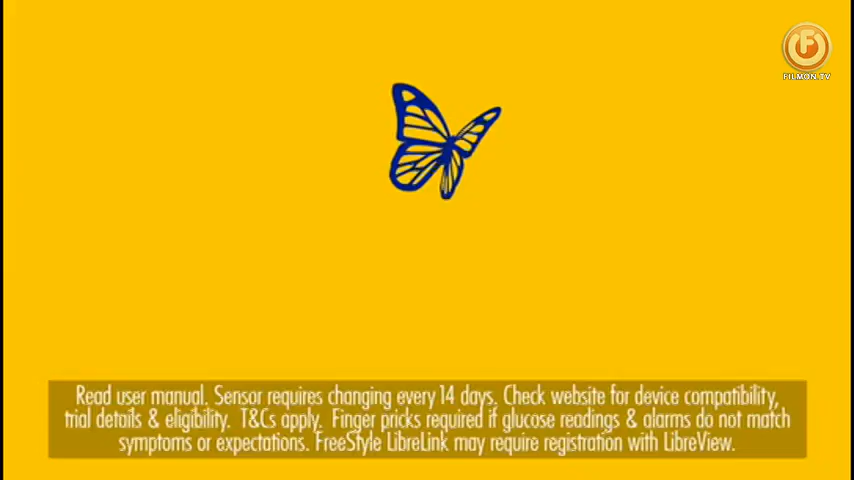 FILMON.TV
Read user manual. Sensor requires changing every 14 days. Check website for device compatibility,
trial details & eligibility. T&Cs apply. Finger pricks required if glucose readings & alarms do not match
symptoms or expectations. FreeStyle LibreLink may require registration with LibreView.